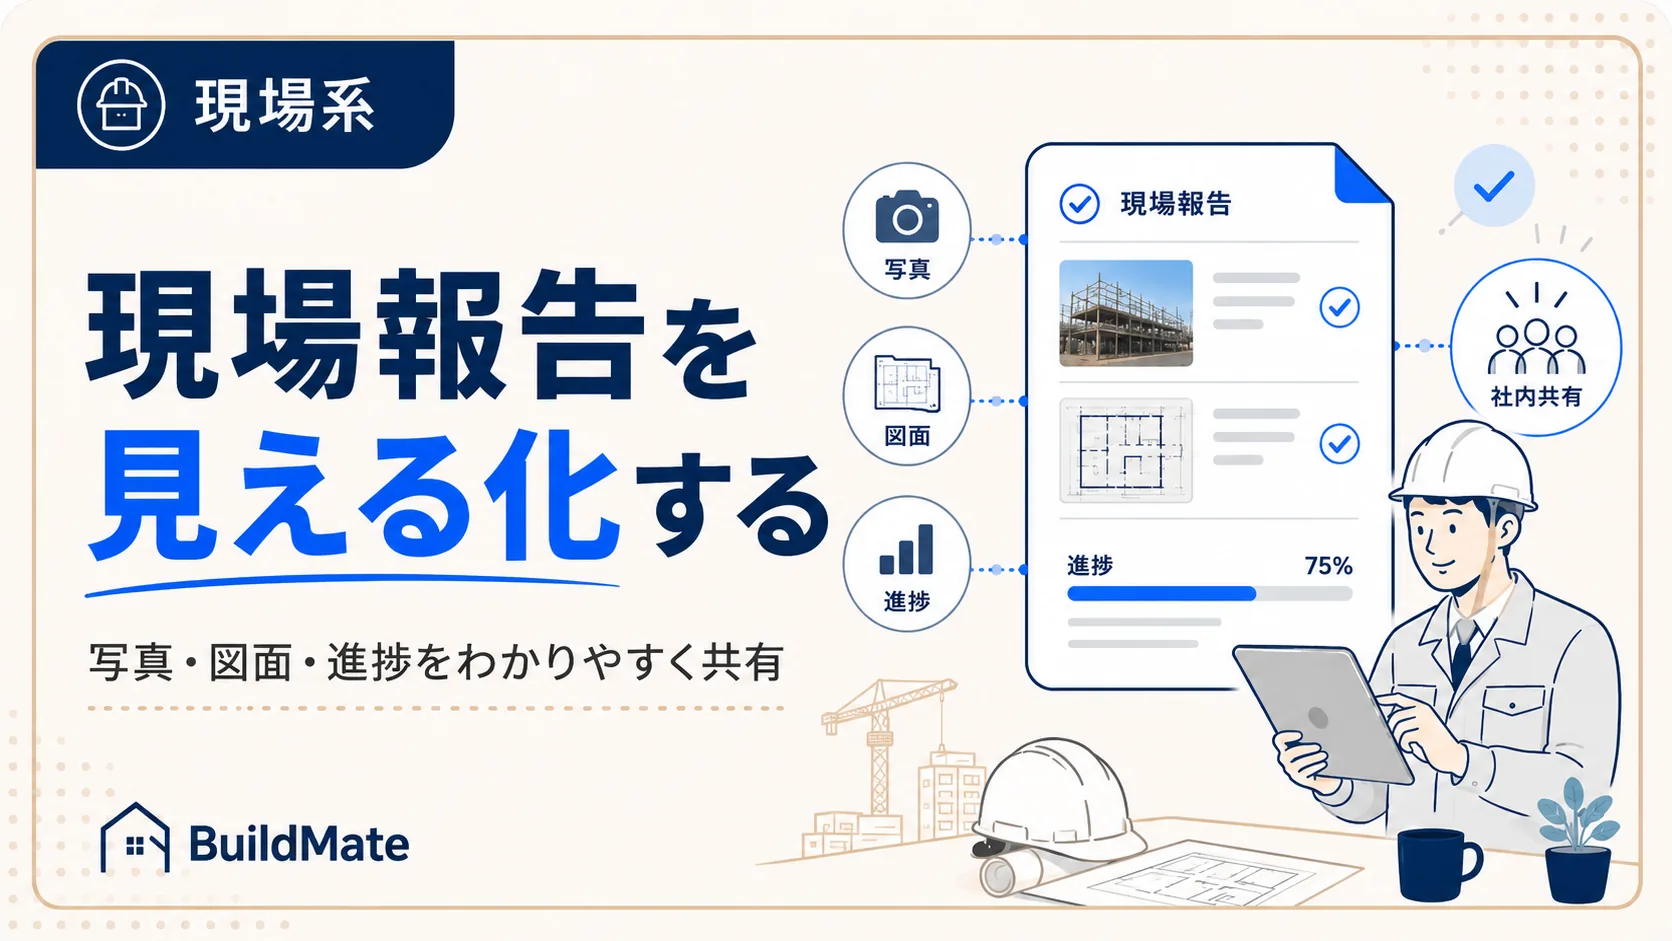 現場系
現場報告を
見える化する
写真・図面・進捗をわかりやすく共有
BuildMate
写真
図面
進捗
現場報告
進捗 75%
社内共有